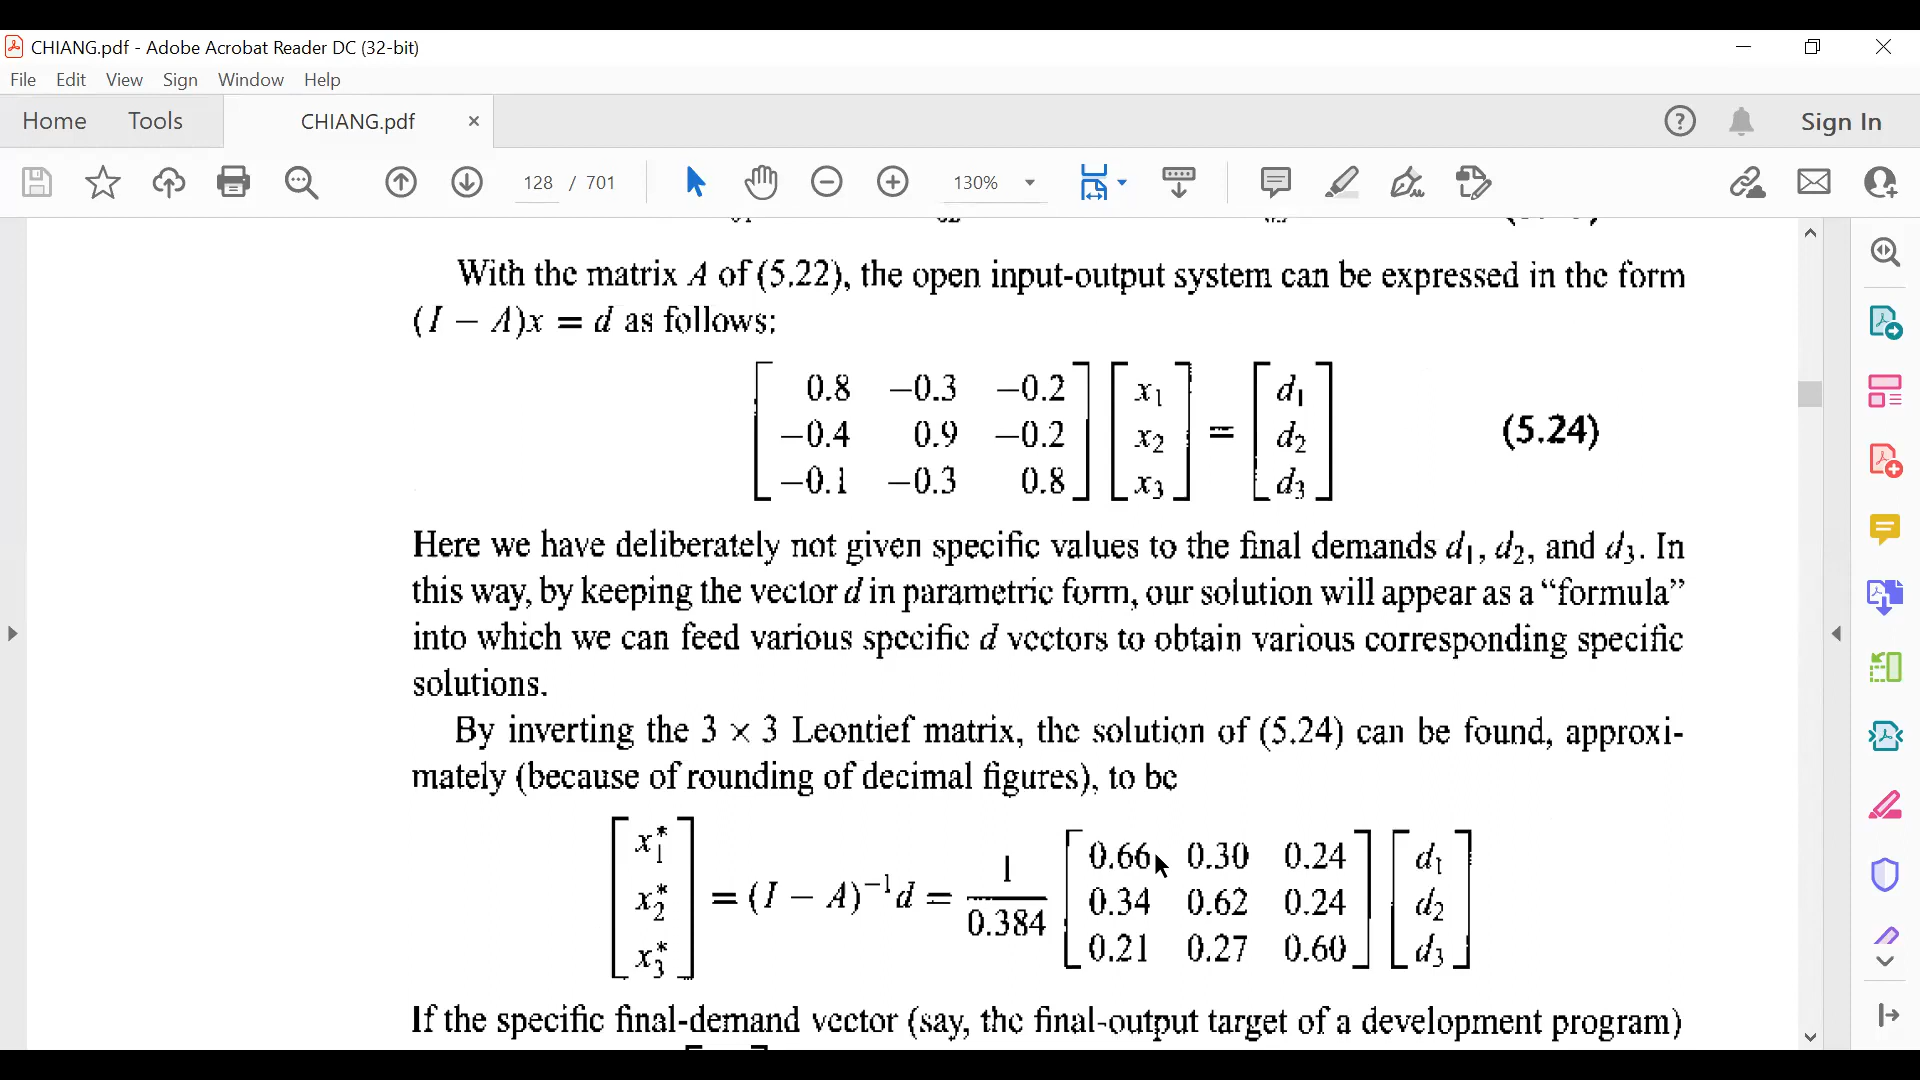 CHIANG.pdf - Adobe Acrobat Reader DC (32-bit)
File Edit View Sign Window Help
Home Tools CHIANG.pdf × Sign In
128 / 701 130%
With the matrix A of (5.22), the open input-output system can be expressed in the form
(I − A)x = d as follows:
[ 0.8 −0.3 −0.2 ] [ x₁ ] [ d₁ ]
[ −0.4 0.9 −0.2 ] [ x₂ ] = [ d₂ ] (5.24)
[ −0.1 −0.3 0.8 ] [ x₃ ] [ d₃ ]
Here we have deliberately not given specific values to the final demands d₁, d₂, and d₃. In
this way, by keeping the vector d in parametric form, our solution will appear as a “formula”
into which we can feed various specific d vectors to obtain various corresponding specific
solutions.
By inverting the 3 × 3 Leontief matrix, the solution of (5.24) can be found, approxi-
mately (because of rounding of decimal figures), to be
[ x₁* ] [ 0.66 0.30 0.24 ] [ d₁ ]
[ x₂* ] = (I − A)⁻¹d = 1/0.384 [ 0.34 0.62 0.24 ] [ d₂ ]
[ x₃* ] [ 0.21 0.27 0.60 ] [ d₃ ]
If the specific final-demand vector (say, the final-output target of a development program)